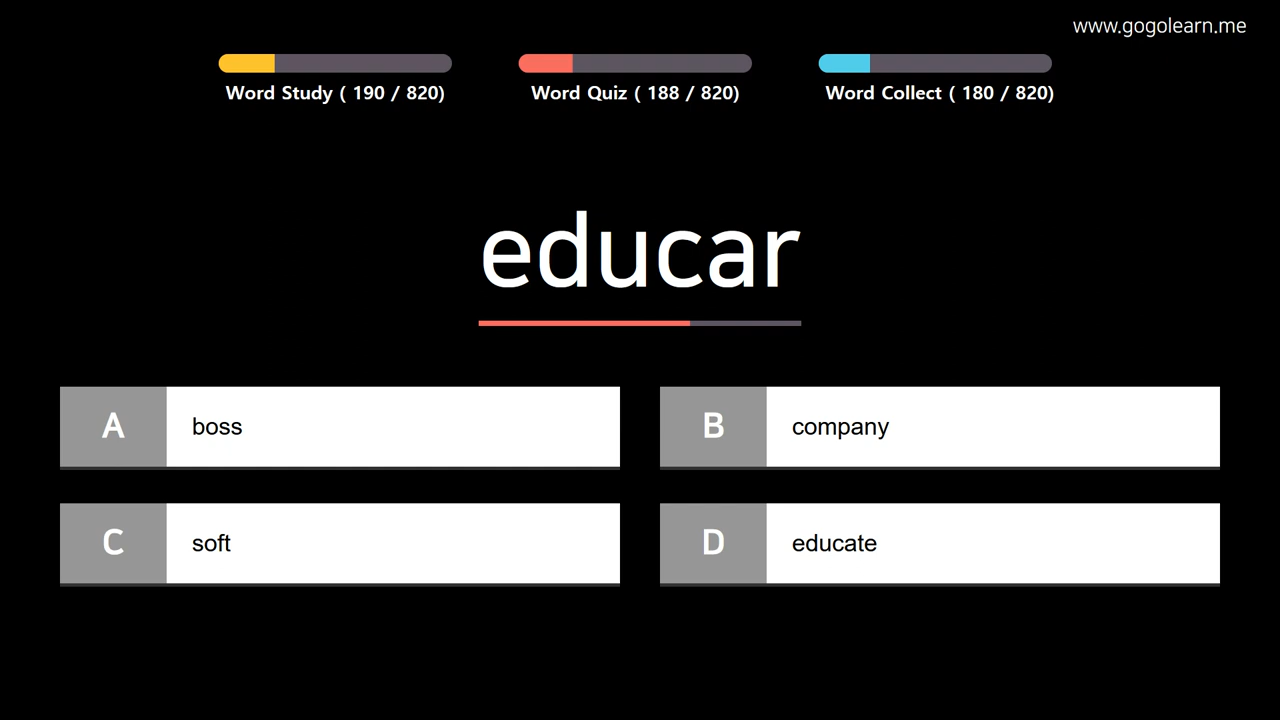 www.gogolearn.me
Word Study ( 190 / 820)
Word Quiz ( 188 / 820)
Word Collect ( 180 / 820)
educar
A boss
B company
C soft
D educate